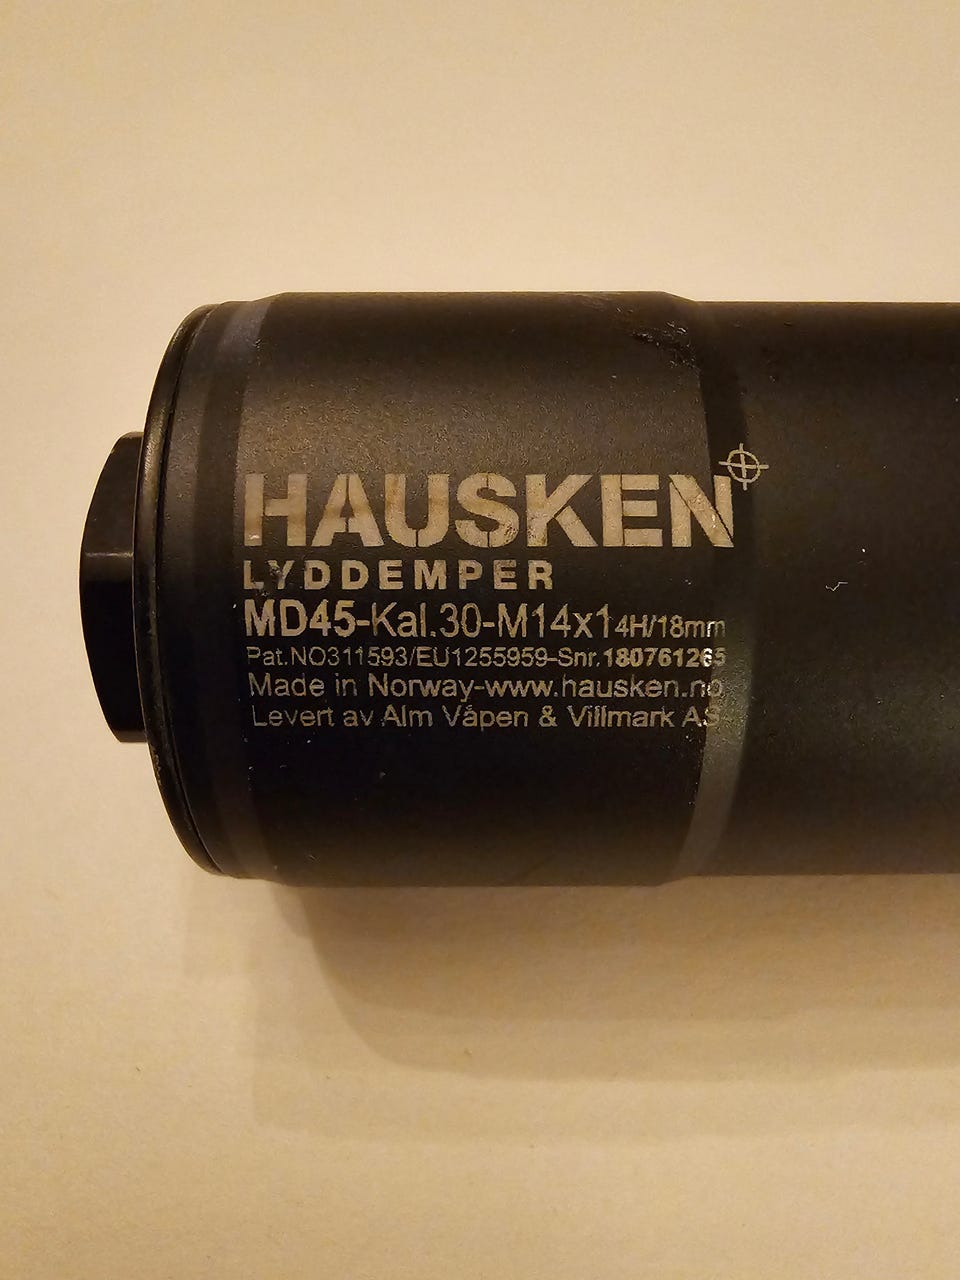 HAUSKEN
LYDDEMPER
MD45-Kal.30-M14x1 4H/18mm
Pat.NO311593/EU1255959-Snr.180761265
Made in Norway-www.hausken.no
Levert av Alm Våpen & Villmark AS